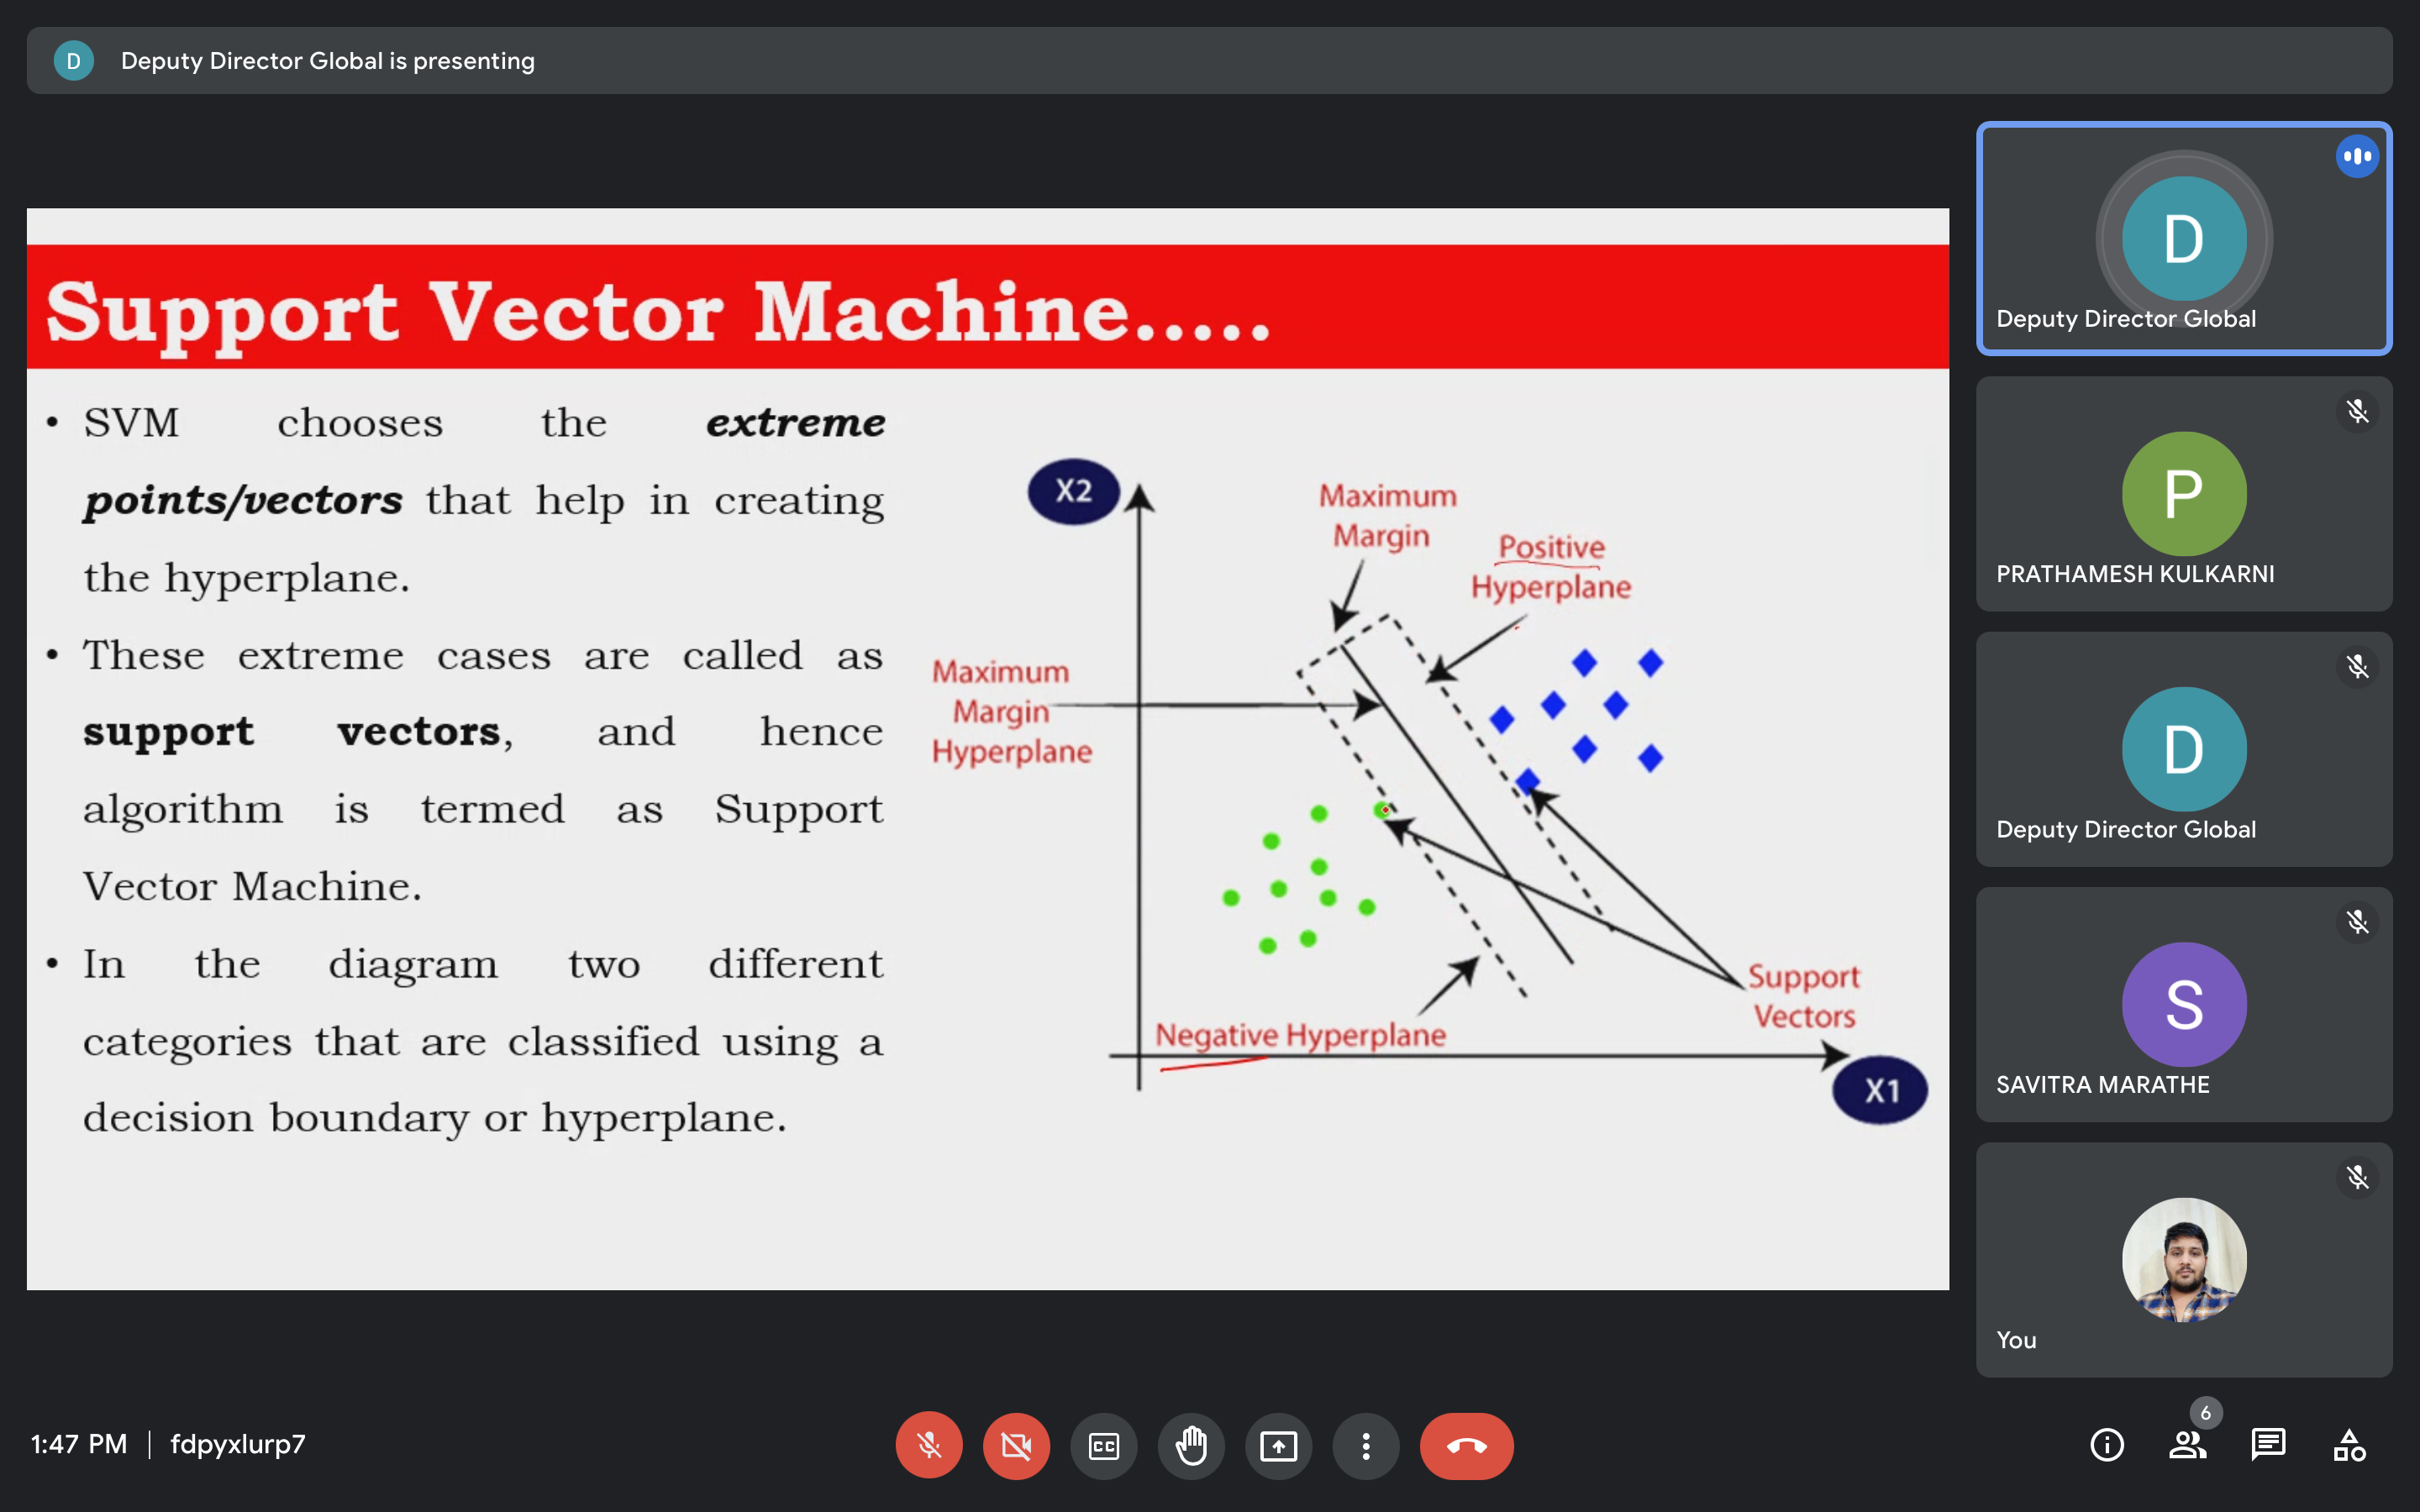 D
Deputy Director Global is presenting
Support Vector Machine.....
• SVM chooses the extreme
points/vectors that help in creating
the hyperplane.
• These extreme cases are called as
support vectors, and hence
algorithm is termed as Support
Vector Machine.
• In the diagram two different
categories that are classified using a
decision boundary or hyperplane.
X2
Maximum
Margin
Positive
Hyperplane
Maximum
Margin
Hyperplane
Support
Vectors
Negative Hyperplane
X1
D
Deputy Director Global
P
PRATHAMESH KULKARNI
D
Deputy Director Global
S
SAVITRA MARATHE
You
1:47 PM | fdpyxlurp7
CC
6